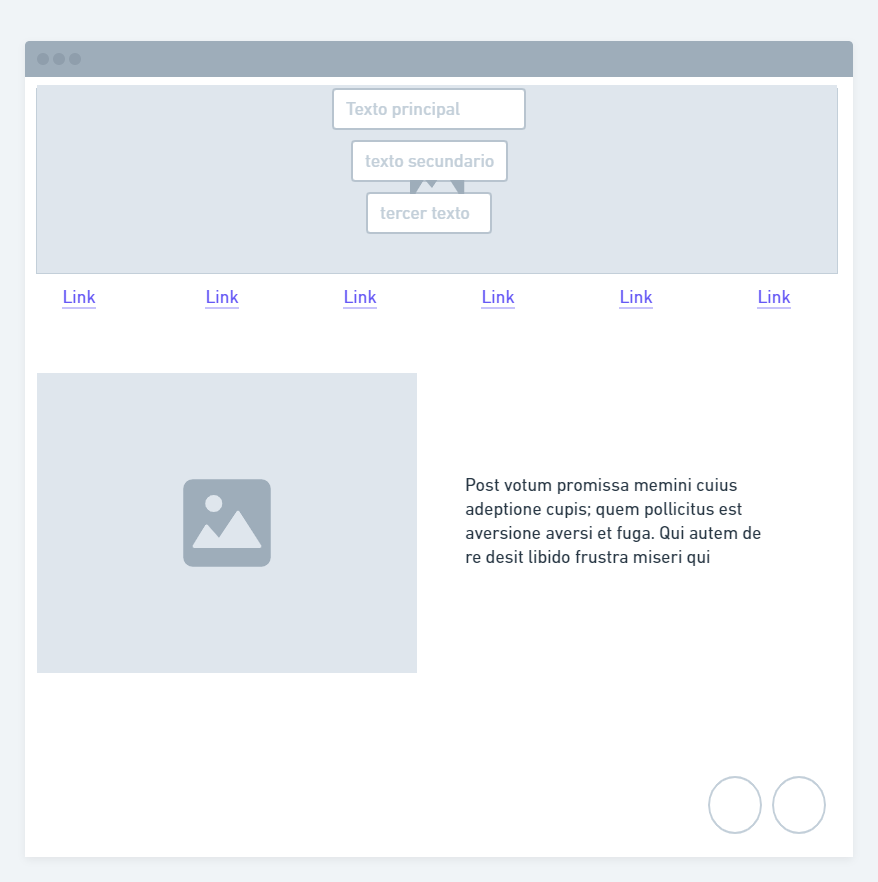 Texto principal
texto secundario
tercer texto
Link Link Link Link Link Link
Post votum promissa memini cuius
adeptione cupis; quem pollicitus est
aversione aversi et fuga. Qui autem de
re desit libido frustra miseri qui